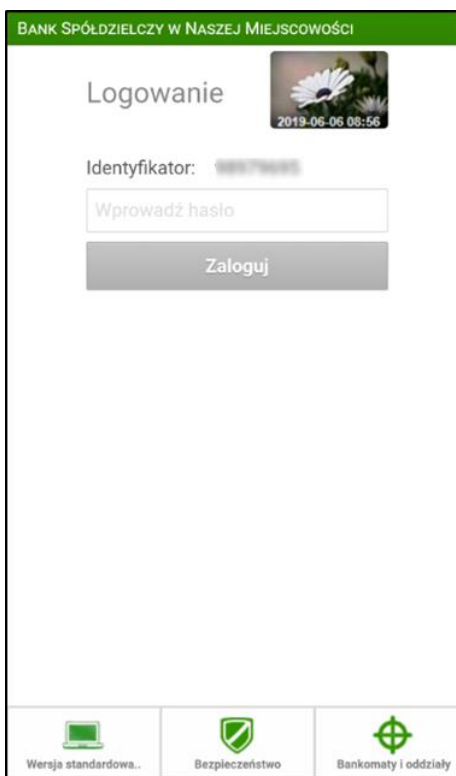 BANK SPÓŁDZIELCZY W NASZEJ MIEJSCOWOŚCI
Logowanie
2019-06-06 08:56
Identyfikator:
Wprowadź hasło
Zaloguj
Wersja standardowa..
Bezpieczeństwo
Bankomaty i oddziały